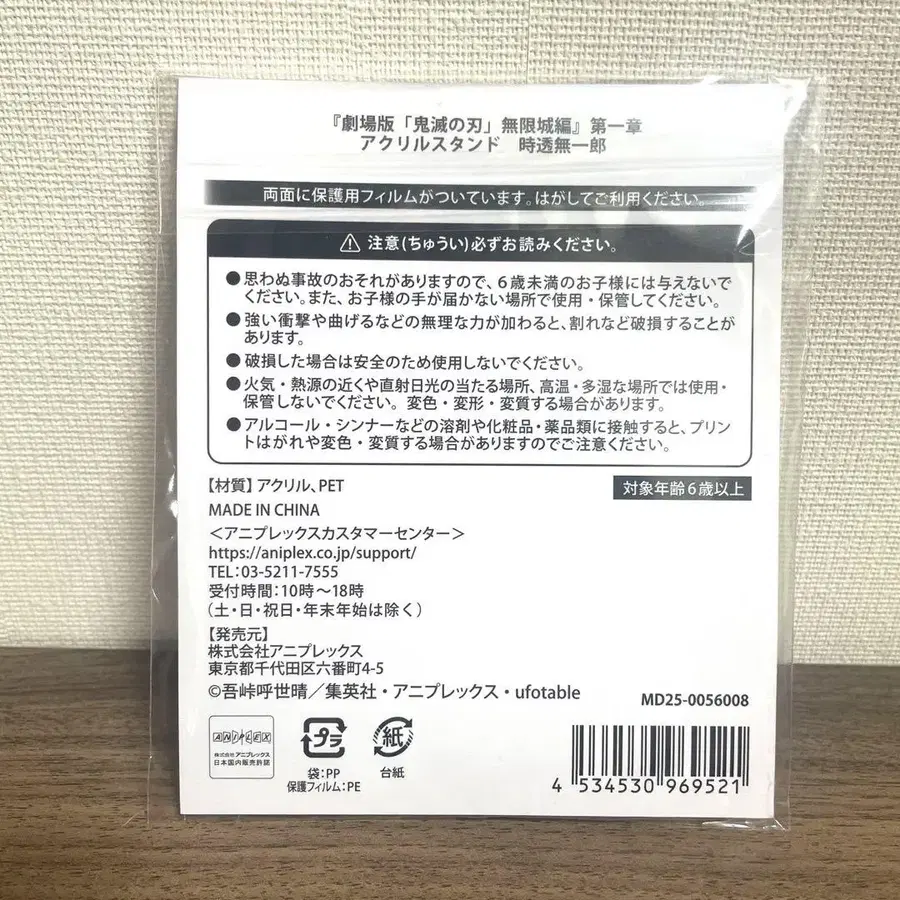 『劇場版「鬼滅の刃」無限城編』第一章
アクリルスタンド　時透無一郎
両面に保護用フィルムがついています。はがしてご利用ください。
⚠ 注意(ちゅうい)必ずお読みください。
●思わぬ事故のおそれがありますので、6歳未満のお子様には与えないで
ください。また、お子様の手が届かない場所で使用・保管してください。
●強い衝撃や曲げるなどの無理な力が加わると、割れなど破損することが
あります。
●破損した場合は安全のため使用しないでください。
●火気・熱源の近くや直射日光の当たる場所、高温・多湿な場所では使用・
保管しないでください。変色・変形・変質する場合があります。
●アルコール・シンナーなどの溶剤や化粧品・薬品類に接触すると、プリン
トはがれや変色・変質する場合がありますのでご注意ください。
【材質】アクリル、PET
対象年齢6歳以上
MADE IN CHINA
＜アニプレックスカスタマーセンター＞
https://aniplex.co.jp/support/
TEL：03-5211-7555
受付時間：10時〜18時
（土・日・祝日・年末年始は除く）
【発売元】
株式会社アニプレックス
東京都千代田区六番町4-5
©吾峠呼世晴／集英社・アニプレックス・ufotable
MD25-0056008
ANIPLEX
株式会社 アニプレックス
日本国内販売許諾
プラ
袋：PP
保護フィルム：PE
紙
台紙
4 534530 969521